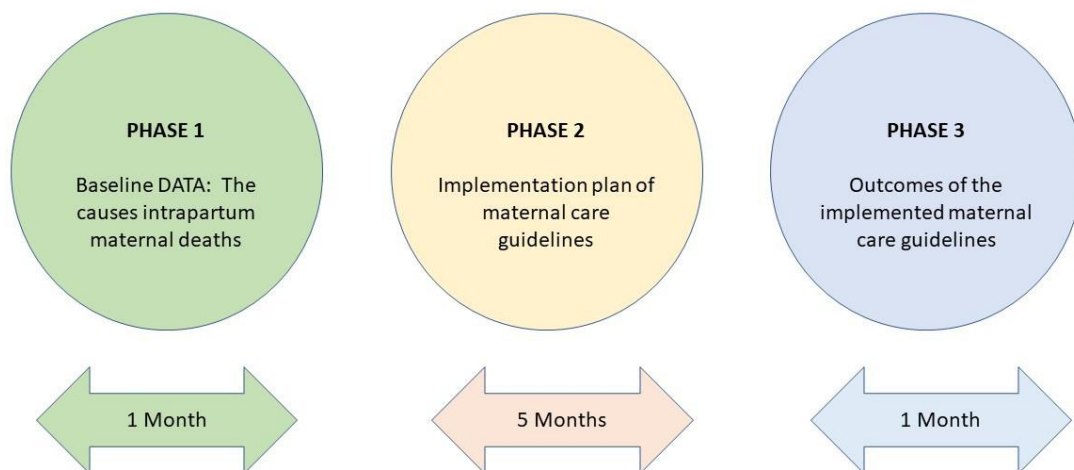 PHASE 1
Baseline DATA: The
causes intrapartum
maternal deaths
PHASE 2
Implementation plan of
maternal care
guidelines
PHASE 3
Outcomes of the
implemented maternal
care guidelines
1 Month
5 Months
1 Month